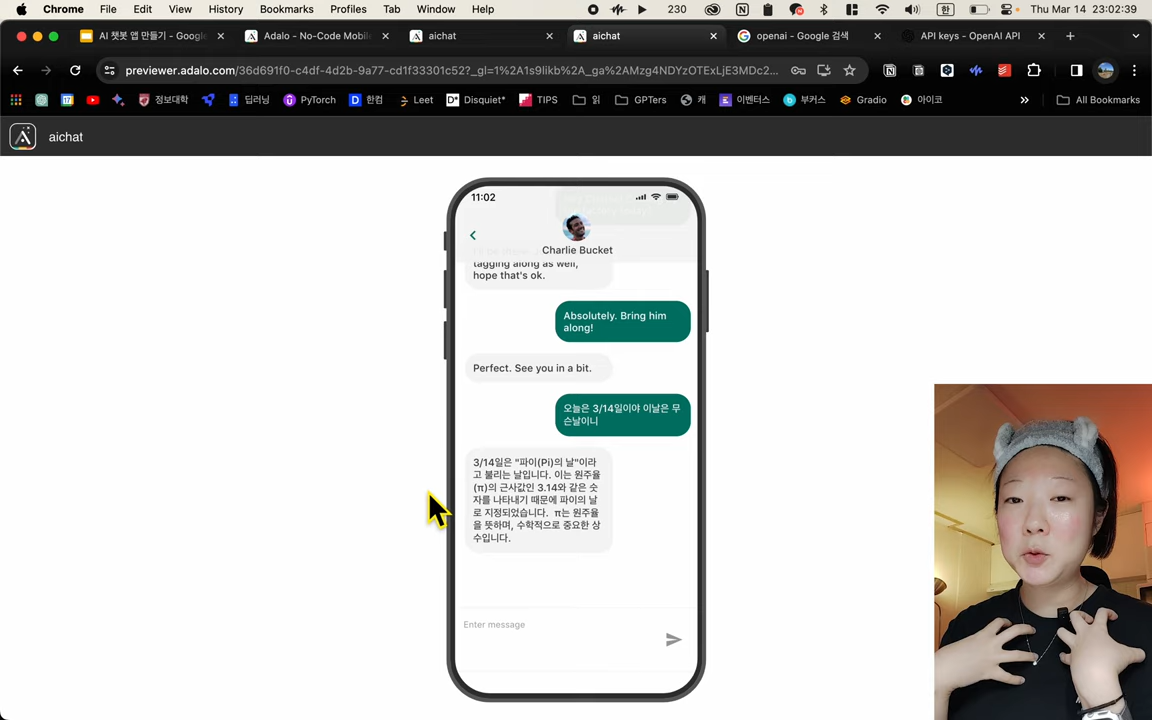 Chrome File Edit View History Bookmarks Profiles Tab Window Help 230 한 Thu Mar 14 23:02:39
AI 챗봇 앱 만들기 - Google Adalo - No-Code Mobile aichat aichat openai - Google 검색 API keys - OpenAI API
previewer.adalo.com/36d691f0-c4df-4d2b-9a77-cd1f33301c52?_gl=1%2A1s9likb%2A_ga%2AMzg4NDYzOTExLjE3MDc2...
정보대학 딥러닝 PyTorch 한컴 Leet Disquiet* TIPS 읽 GPTers 캐 이벤터스 부커스 Gradio 아이코 All Bookmarks
aichat
11:02
Charlie Bucket
tagging along as well,
hope that's ok.
Absolutely. Bring him
along!
Perfect. See you in a bit.
오늘은 3/14일이야 이날은 무
슨날이니
3/14일은 "파이(Pi)의 날"이라
고 불리는 날입니다. 이는 원주율
(π)의 근사값인 3.14와 같은 숫
자를 나타내기 때문에 파이의 날
로 지정되었습니다. π는 원주율
을 뜻하며, 수학적으로 중요한 상
수입니다.
Enter message